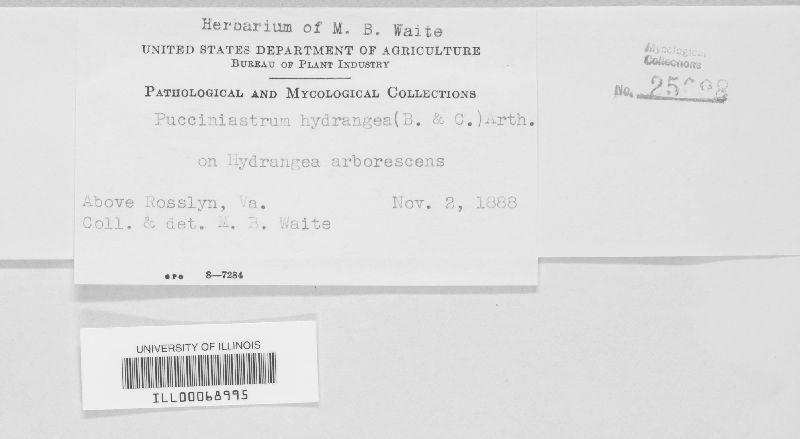 Herbarium of M. B. Waite
UNITED STATES DEPARTMENT OF AGRICULTURE
BUREAU OF PLANT INDUSTRY
PATHOLOGICAL AND MYCOLOGICAL COLLECTIONS
Pucciniastrum hydrangea(B. & C.)Arth.
on Hydrangea arborescens
Above Rosslyn, Va. Nov. 2, 1888
Coll. & det. M. B. Waite
GPO 8—7284
Mycological
Collections
No.
UNIVERSITY OF ILLINOIS
ILL00068995